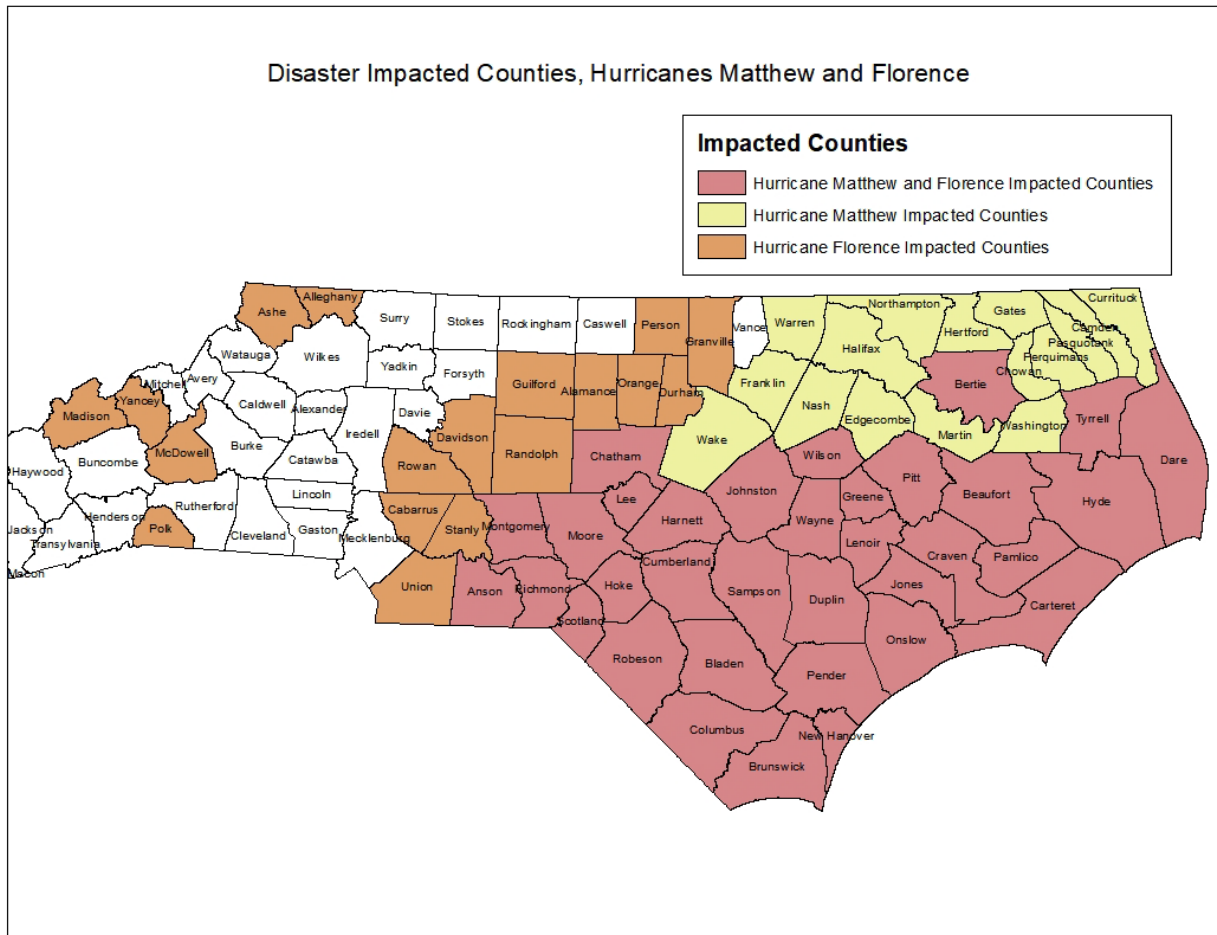 Disaster Impacted Counties, Hurricanes Matthew and Florence
Impacted Counties
Hurricane Matthew and Florence Impacted Counties
Hurricane Matthew Impacted Counties
Hurricane Florence Impacted Counties
Ashe
Alleghany
Surry
Stokes
Rockingham
Caswell
Person
Granville
Vance
Warren
Northampton
Gates
Currituck
Hertford
Camden
Pasquotank
Perquimans
Chowan
Halifax
Watauga
Wilkes
Yadkin
Forsyth
Guilford
Alamance
Orange
Durham
Franklin
Nash
Edgecombe
Bertie
Martin
Washington
Tyrrell
Dare
Mitchell
Avery
Caldwell
Alexander
Iredell
Davie
Davidson
Randolph
Chatham
Wake
Wilson
Madison
Yancey
McDowell
Burke
Catawba
Rowan
Haywood
Buncombe
Rutherford
Lincoln
Cabarrus
Stanly
Montgomery
Moore
Lee
Harnett
Johnston
Wayne
Greene
Pitt
Beaufort
Hyde
Jackson
Transylvania
Henderson
Polk
Cleveland
Gaston
Mecklenburg
Macon
Union
Anson
Richmond
Scotland
Hoke
Cumberland
Sampson
Duplin
Lenoir
Craven
Pamlico
Jones
Carteret
Onslow
Robeson
Bladen
Pender
Columbus
New Hanover
Brunswick